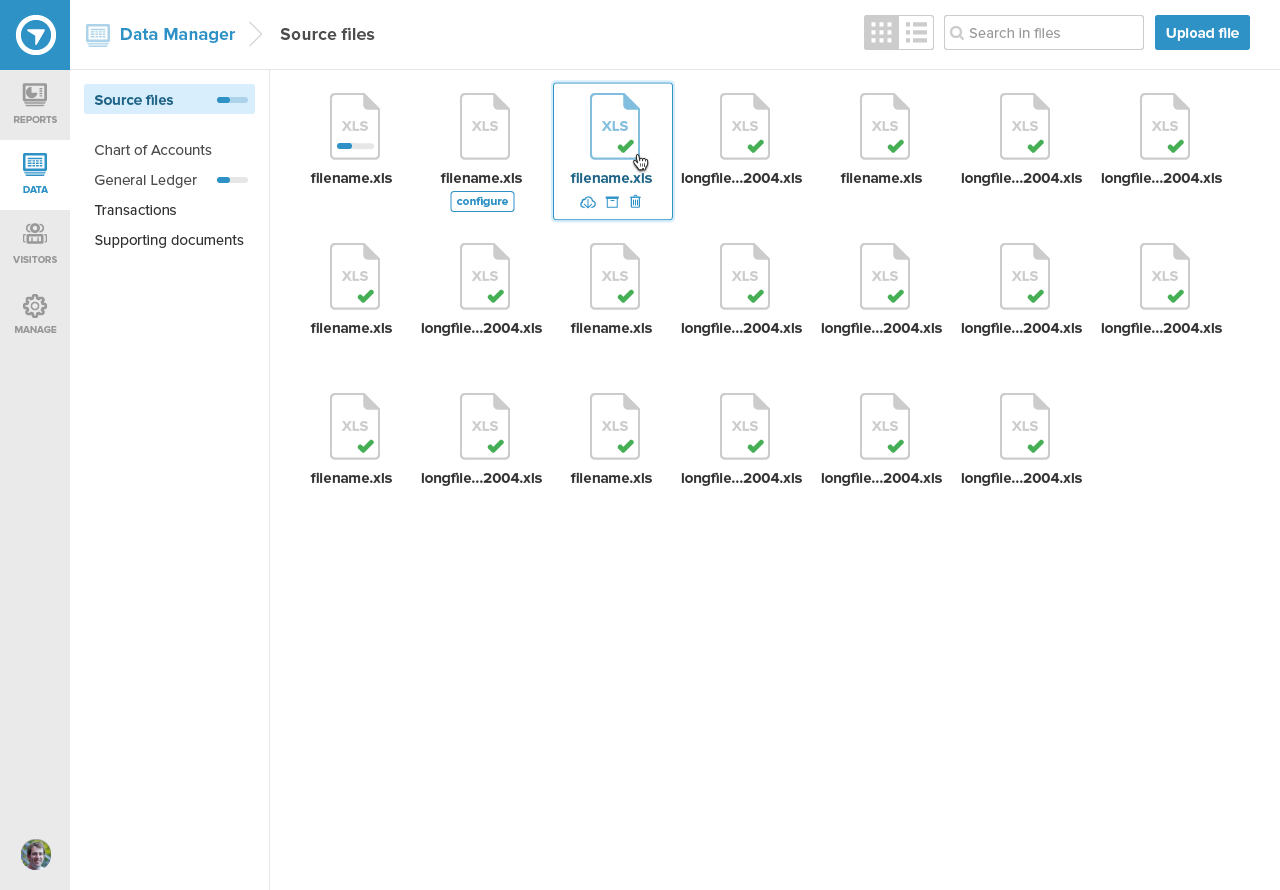 Data Manager
Source files
Search in files
Upload file
REPORTS
DATA
VISITORS
MANAGE
Source files
Chart of Accounts
General Ledger
Transactions
Supporting documents
XLS XLS XLS XLS XLS XLS XLS
filename.xls filename.xls filename.xls longfile...2004.xls filename.xls longfile...2004.xls longfile...2004.xls
configure
XLS XLS XLS XLS XLS XLS XLS
filename.xls longfile...2004.xls filename.xls longfile...2004.xls longfile...2004.xls longfile...2004.xls longfile...2004.xls
XLS XLS XLS XLS XLS XLS
filename.xls longfile...2004.xls filename.xls longfile...2004.xls longfile...2004.xls longfile...2004.xls